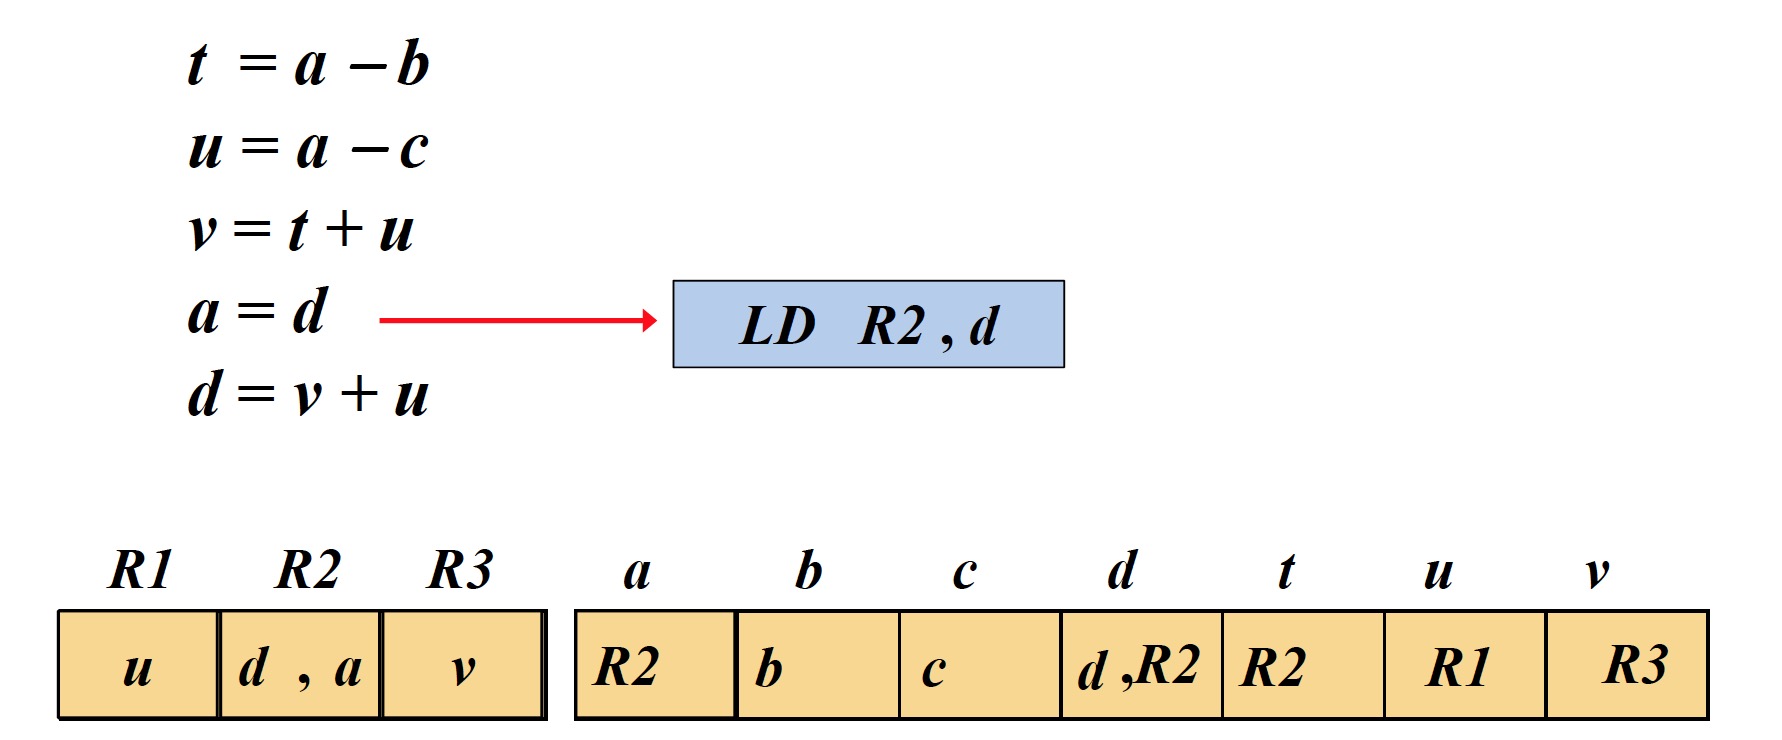 t = a − b
u = a − c
v = t + u
a = d
LD R2 , d
d = v + u
R1 R2 R3 a b c d t u v
u d , a v R2 b c d ,R2 R2 R1 R3